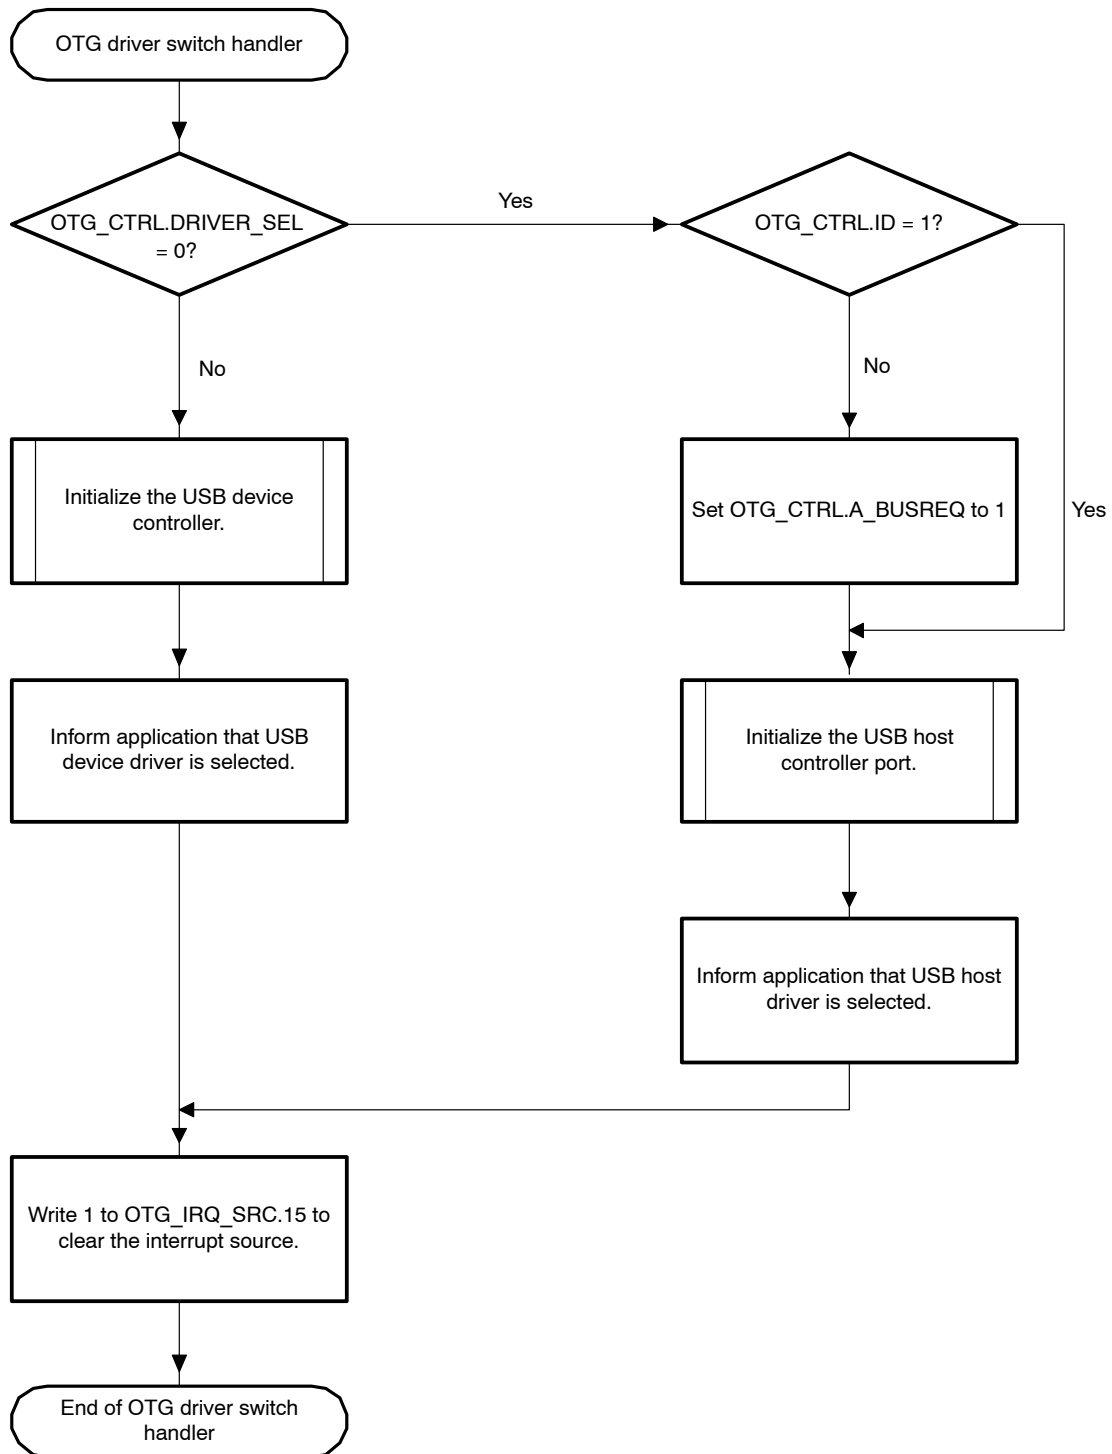 OTG driver switch handler
OTG_CTRL.DRIVER_SEL
= 0?
Yes
OTG_CTRL.ID = 1?
No
No
Initialize the USB device
controller.
Set OTG_CTRL.A_BUSREQ to 1
Yes
Inform application that USB
device driver is selected.
Initialize the USB host
controller port.
Inform application that USB host
driver is selected.
Write 1 to OTG_IRQ_SRC.15 to
clear the interrupt source.
End of OTG driver switch
handler